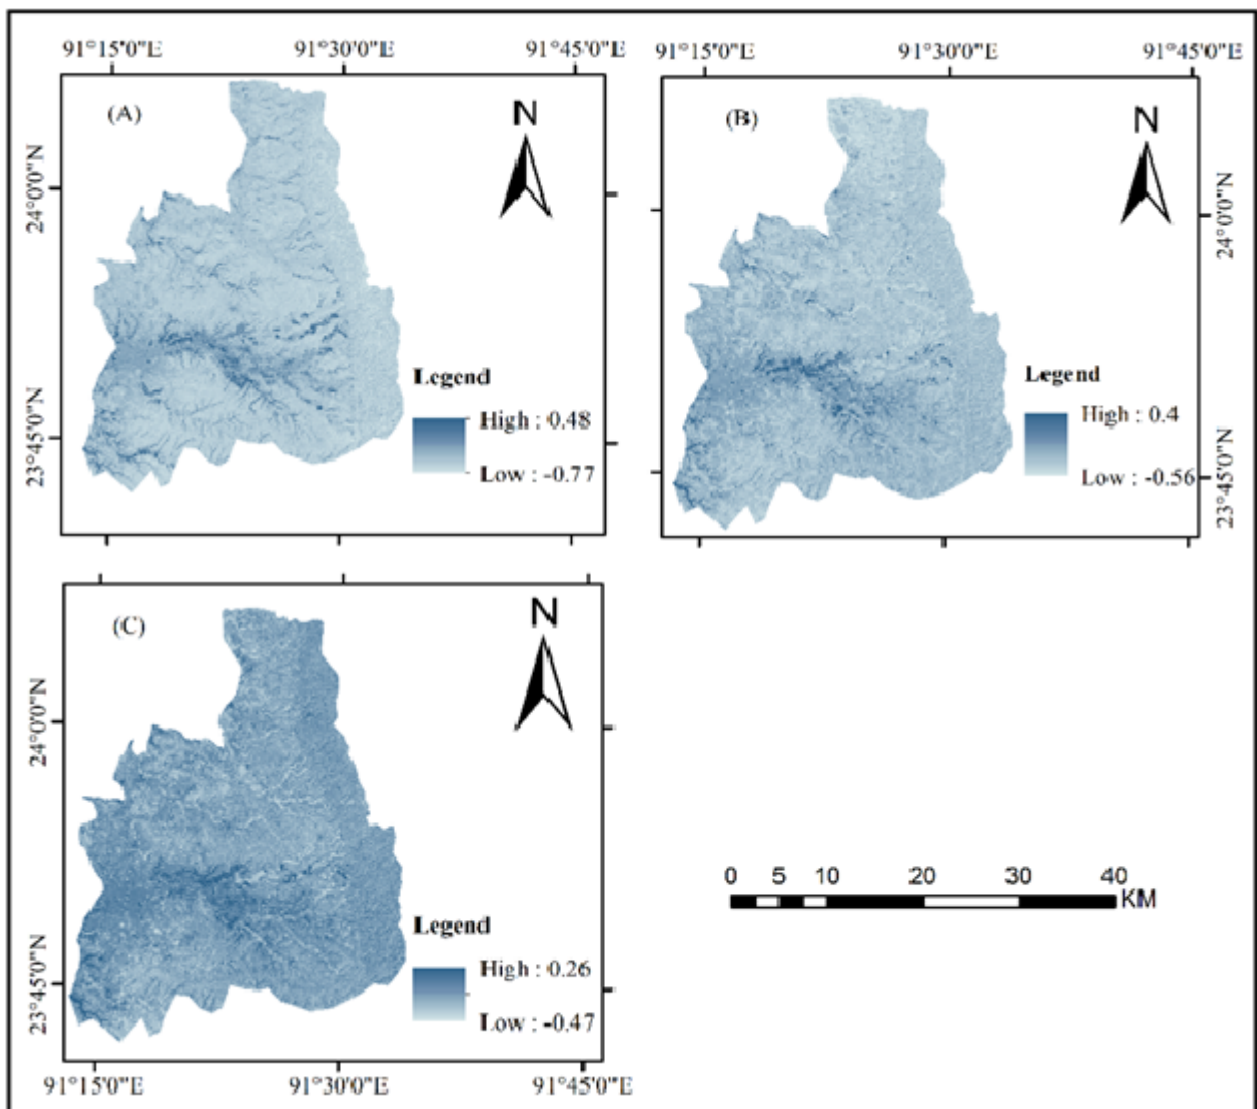 91°15'0"E 91°30'0"E 91°45'0"E
91°15'0"E 91°30'0"E 91°45'0"E
(A)
N
24°0'0"N
23°45'0"N
Legend
High : 0.48
Low : -0.77
(B)
N
24°0'0"N
23°45'0"N
Legend
High : 0.4
Low : -0.56
(C)
N
24°0'0"N
23°45'0"N
Legend
High : 0.26
Low : -0.47
91°15'0"E 91°30'0"E 91°45'0"E
0 5 10 20 30 40
KM